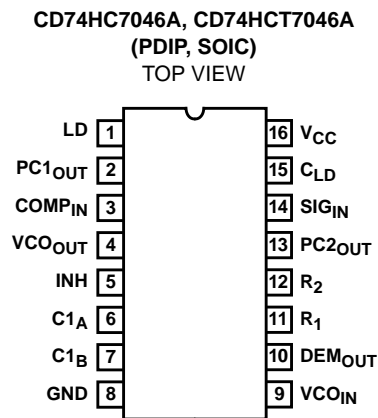 CD74HC7046A, CD74HCT7046A
(PDIP, SOIC)
TOP VIEW
LD 1 16 VCC
PC1OUT 2 15 CLD
COMPIN 3 14 SIGIN
VCOOUT 4 13 PC2OUT
INH 5 12 R2
C1A 6 11 R1
C1B 7 10 DEMOUT
GND 8 9 VCOIN